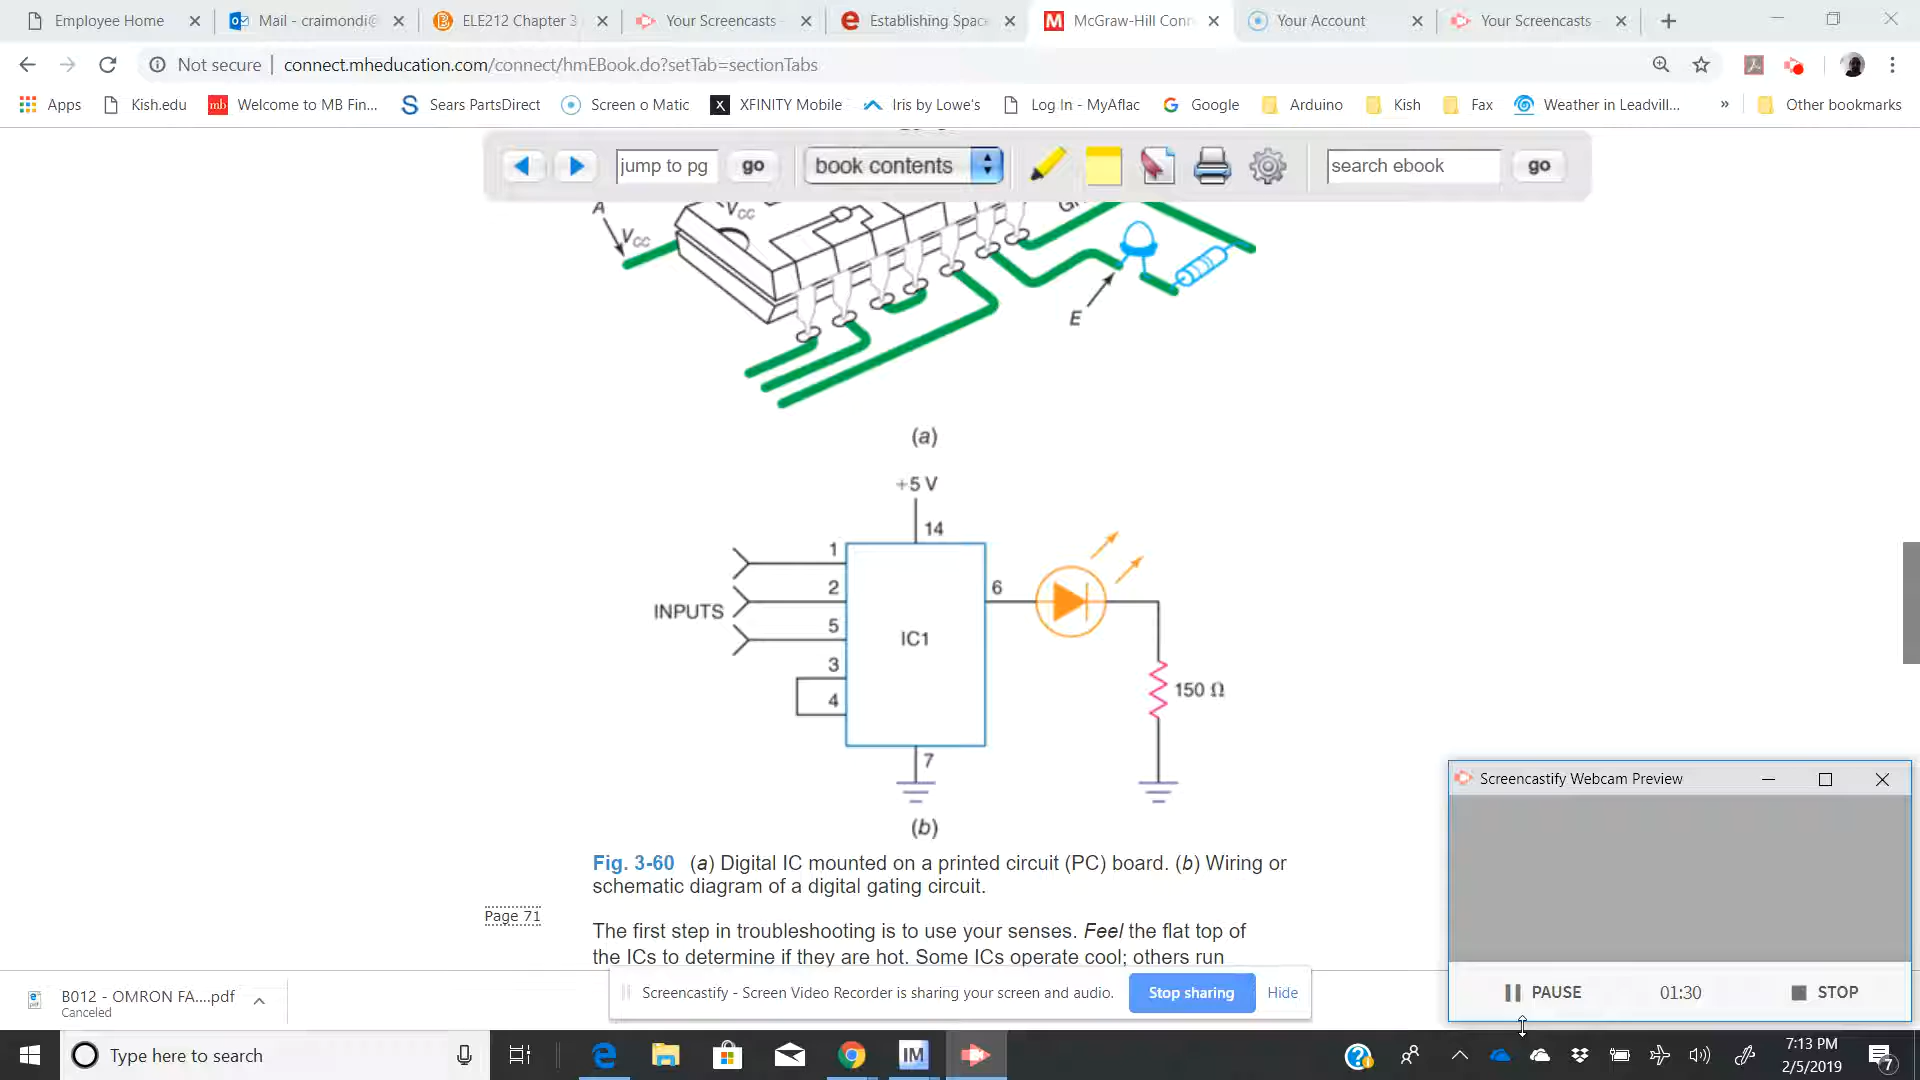 Employee Home
Mail - craimondi@
ELE212 Chapter 3
Your Screencasts -
Establishing Space
McGraw-Hill Conn
Your Account
Your Screencasts -
Not secure | connect.mheducation.com/connect/hmEBook.do?setTab=sectionTabs
Apps
Kish.edu
mb Welcome to MB Fin...
S Sears PartsDirect
Screen o Matic
X XFINITY Mobile
Iris by Lowe's
Log In - MyAflac
G Google
Arduino
Kish
Fax
Weather in Leadvill...
»
Other bookmarks
jump to pg
go
book contents
search ebook
go
A
VCC
VCC
E
(a)
+5 V
14
1
2
5
3
4
INPUTS
IC1
6
150 Ω
7
(b)
Fig. 3-60 (a) Digital IC mounted on a printed circuit (PC) board. (b) Wiring or
schematic diagram of a digital gating circuit.
Page 71
The first step in troubleshooting is to use your senses. Feel the flat top of
the ICs to determine if they are hot. Some ICs operate cool; others run
Screencastify Webcam Preview
PAUSE
01:30
STOP
B012 - OMRON FA....pdf
Canceled
Screencastify - Screen Video Recorder is sharing your screen and audio.
Stop sharing
Hide
Type here to search
IM
7:13 PM
2/5/2019
7